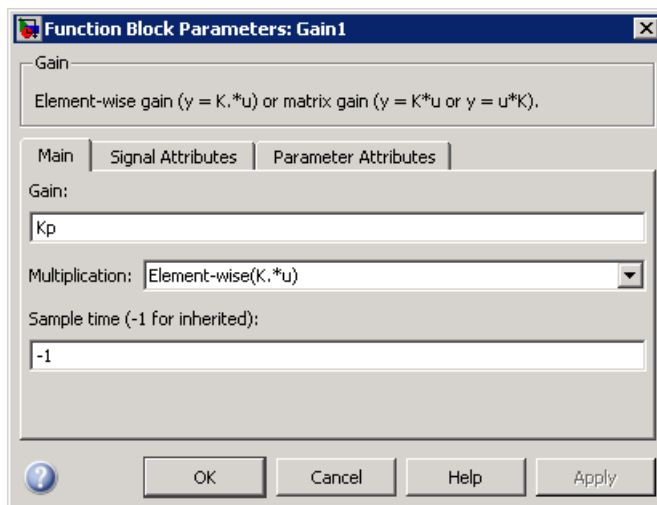 Function Block Parameters: Gain1
Gain
Element-wise gain (y = K.*u) or matrix gain (y = K*u or y = u*K).
Main Signal Attributes Parameter Attributes
Gain:
Kp
Multiplication: Element-wise(K.*u)
Sample time (-1 for inherited):
-1
? OK Cancel Help Apply